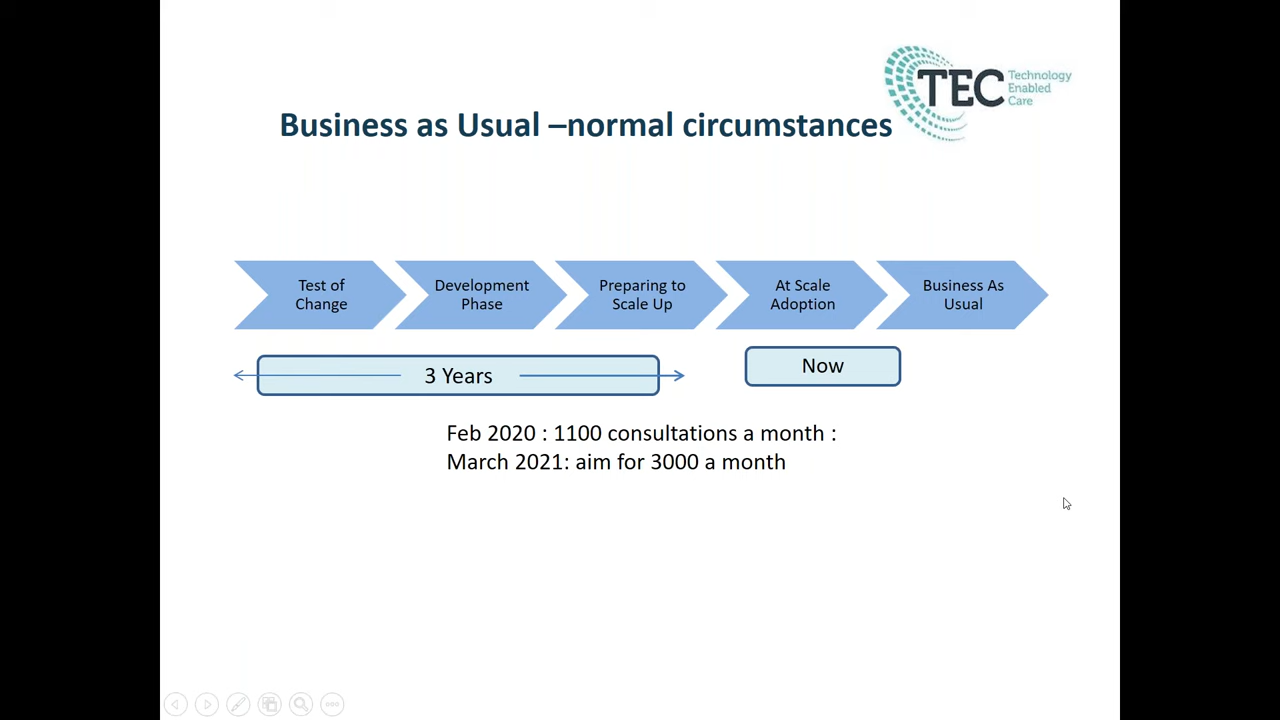 TEC
Technology
Enabled
Care
Business as Usual –normal circumstances
Test of
Change
Development
Phase
Preparing to
Scale Up
At Scale
Adoption
Business As
Usual
3 Years
Now
Feb 2020 : 1100 consultations a month :
March 2021: aim for 3000 a month